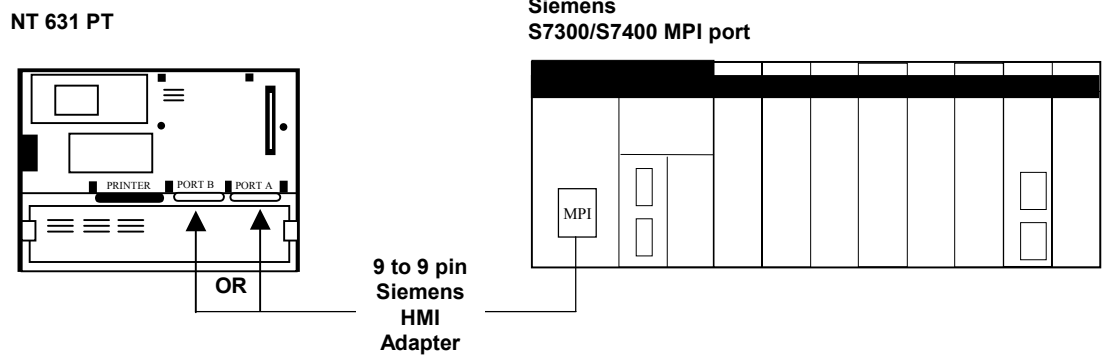 NT 631 PT
Siemens
S7300/S7400 MPI port
PRINTER
PORT B
PORT A
MPI
OR
9 to 9 pin
Siemens
HMI
Adapter